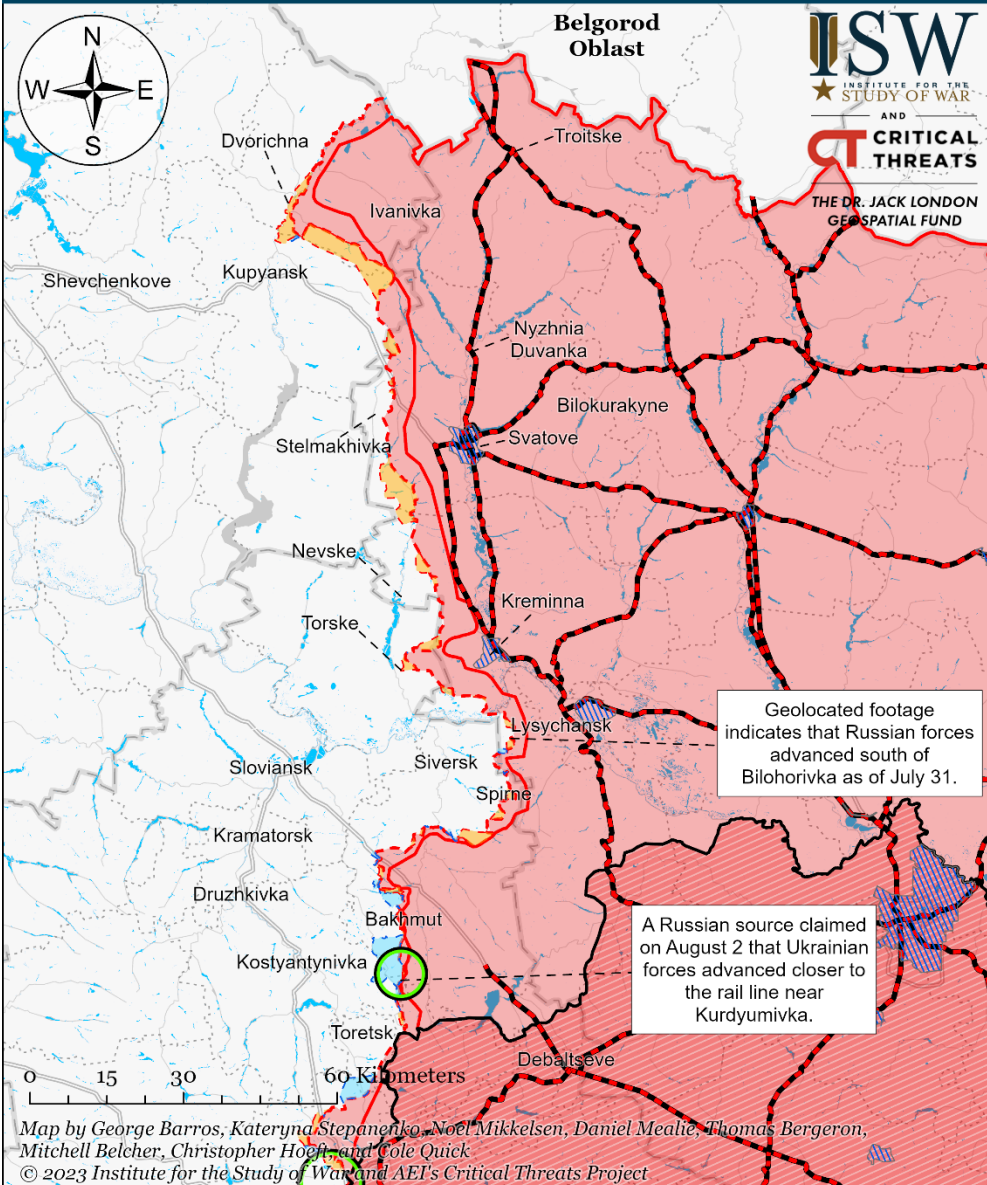 Belgorod
Oblast
N
W E
S
ISW
INSTITUTE FOR THE
STUDY OF WAR
AND
CT CRITICAL
THREATS
THE DR. JACK LONDON
GEOSPATIAL FUND
Dvorichna
Troitske
Ivanivka
Kupyansk
Shevchenkove
Nyzhnia
Duvanka
Bilokurakyne
Svatove
Stelmakhivka
Nevske
Kreminna
Torske
Geolocated footage
indicates that Russian forces
advanced south of
Bilohorivka as of July 31.
Lysychansk
Siversk
Sloviansk
Spirne
Kramatorsk
Druzhkivka
Bakhmut
A Russian source claimed
on August 2 that Ukrainian
forces advanced closer to
the rail line near
Kurdyumivka.
Kostyantynivka
Toretsk
Debaltseve
0 15 30 60 Kilometers
Map by George Barros, Kateryna Stepanenko, Noel Mikkelsen, Daniel Mealie, Thomas Bergeron,
Mitchell Belcher, Christopher Hoeft, and Cole Quick
© 2023 Institute for the Study of War and AEI's Critical Threats Project